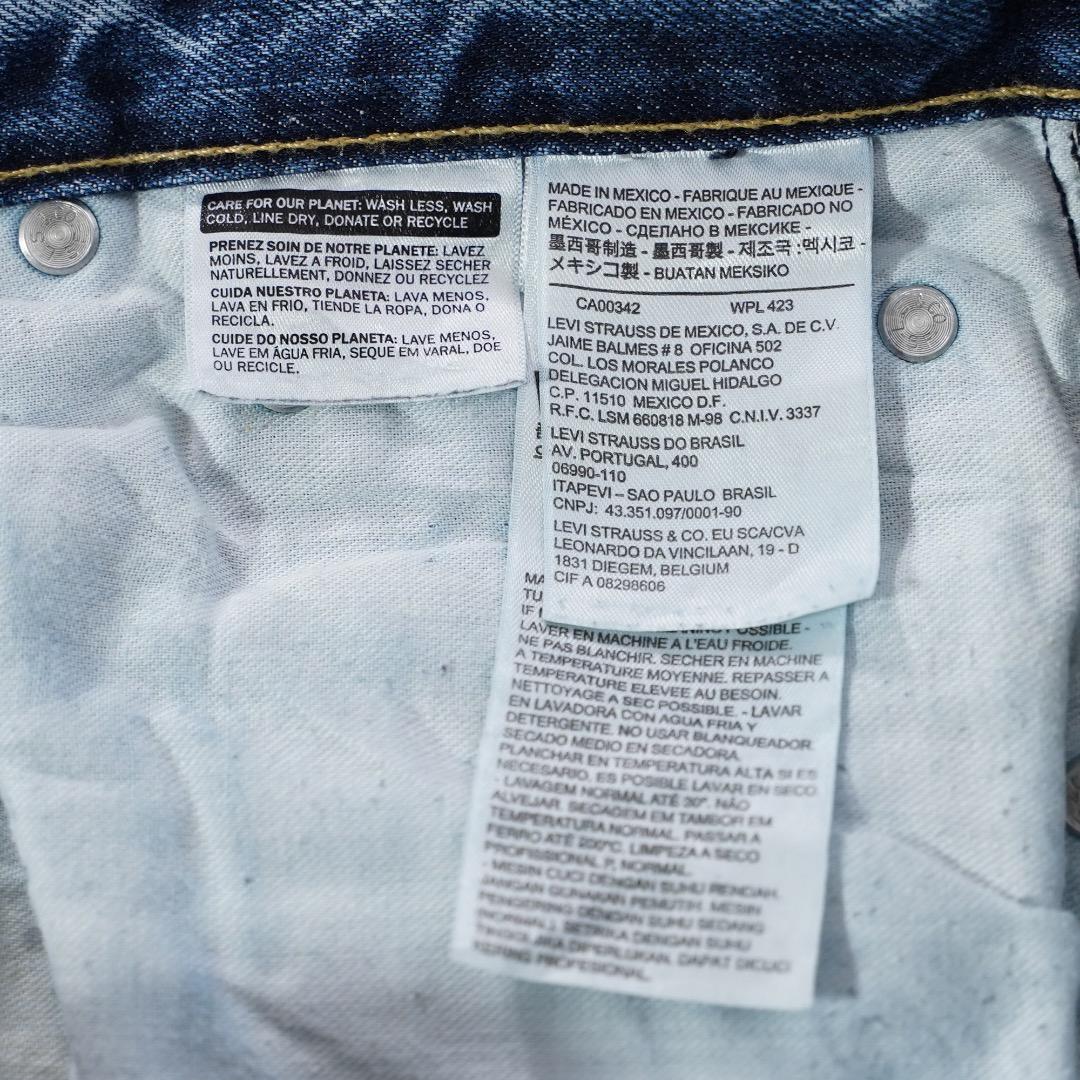 CARE FOR OUR PLANET: WASH LESS, WASH
COLD, LINE DRY, DONATE OR RECYCLE
PRENEZ SOIN DE NOTRE PLANETE: LAVEZ
MOINS, LAVEZ A FROID, LAISSEZ SECHER
NATURELLEMENT, DONNEZ OU RECYCLEZ
CUIDA NUESTRO PLANETA: LAVA MENOS,
LAVA EN FRIO, TIENDE LA ROPA, DONA O
RECICLA.
CUIDE DO NOSSO PLANETA: LAVE MENOS,
LAVE EM ÁGUA FRIA, SEQUE EM VARAL, DOE
OU RECICLE.
MADE IN MEXICO - FABRIQUE AU MEXIQUE -
FABRICADO EN MEXICO - FABRICADO NO
MÉXICO - СДЕЛАНО В МЕКСИКЕ -
墨西哥制造 - 墨西哥製 - 제조국 :멕시코 -
メキシコ製 - BUATAN MEKSIKO
CA00342 WPL 423
LEVI STRAUSS DE MEXICO, S.A. DE C.V.
JAIME BALMES # 8 OFICINA 502
COL. LOS MORALES POLANCO
DELEGACION MIGUEL HIDALGO
C.P. 11510 MEXICO D.F.
R.F.C. LSM 660818 M-98 C.N.I.V. 3337
LEVI STRAUSS DO BRASIL
AV. PORTUGAL, 400
06990-110
ITAPEVI – SAO PAULO BRASIL
CNPJ: 43.351.097/0001-90
LEVI STRAUSS & CO. EU SCA/CVA
LEONARDO DA VINCILAAN, 19 - D
1831 DIEGEM, BELGIUM
CIF A 08298606
MA
TU
IF
POSSIBLE -
LAVER EN MACHINE A L'EAU FROIDE.
NE PAS BLANCHIR. SECHER EN MACHINE
A TEMPERATURE MOYENNE. REPASSER A
TEMPERATURE ELEVEE AU BESOIN.
NETTOYAGE A SEC POSSIBLE. - LAVAR
EN LAVADORA CON AGUA FRIA Y
DETERGENTE. NO USAR BLANQUEADOR.
SECADO MEDIO EN SECADORA.
PLANCHAR EN TEMPERATURA ALTA SI ES
NECESARIO. ES POSIBLE LAVAR EN SECO.
- LAVAGEM NORMAL ATÉ 30°. NÃO
ALVEJAR. SECAGEM EM TAMBOR EM
TEMPERATURA NORMAL. PASSAR A
FERRO ATÉ 200°C. LIMPEZA A SECO
PROFISSIONAL P, NORMAL.
- MESIN CUCI DENGAN SUHU RENDAH.
JANGAN GUNAKAN PEMUTIH. MESIN
PENGERING DENGAN SUHU SEDANG
(NORMAL). SETRIKA DENGAN SUHU
TINGGI JIKA DIPERLUKAN. DAPAT DICUCI
KERING PROFESIONAL.